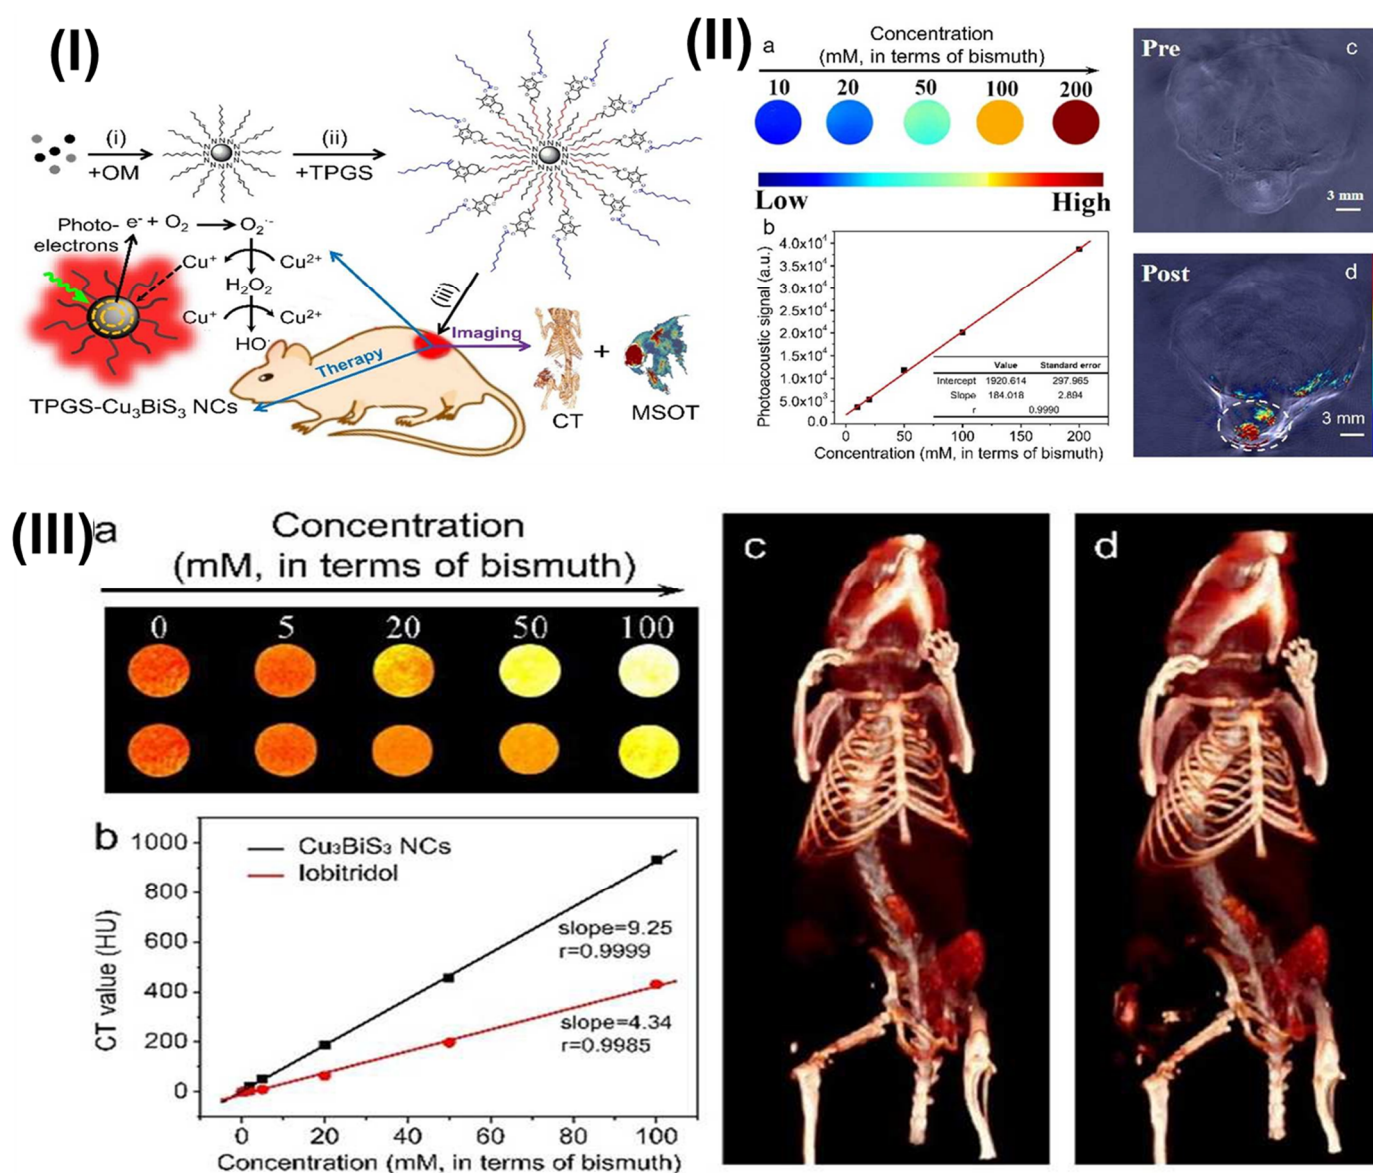 (I)
(i)
+OM
(ii)
+TPGS
N N N N N N N N N N N N
Photo-
electrons
e⁻ + O₂
O₂·⁻
Cu⁺
Cu²⁺
H₂O₂
Cu⁺
Cu²⁺
HO·
TPGS-Cu₃BiS₃ NCs
(iii)
Therapy
Imaging
CT
+
MSOT
(II)
a
Concentration
(mM, in terms of bismuth)
10 20 50 100 200
Low High
b
Photoacoustic signal (a.u.)
4.0x10⁴
3.5x10⁴
3.0x10⁴
2.5x10⁴
2.0x10⁴
1.5x10⁴
1.0x10⁴
5.0x10³
0.0
Value Standard error
Intercept 1920.614 297.965
Slope 184.018 2.894
r 0.9990
0 50 100 150 200
Concentration (mM, in terms of bismuth)
Pre
c
3 mm
Post
d
3 mm
(III)
a
Concentration
(mM, in terms of bismuth)
0 5 20 50 100
b
CT value (HU)
1000
800
600
400
200
0
Cu₃BiS₃ NCs
Iobitridol
slope=9.25
r=0.9999
slope=4.34
r=0.9985
0 20 40 60 80 100
Concentration (mM, in terms of bismuth)
c
d